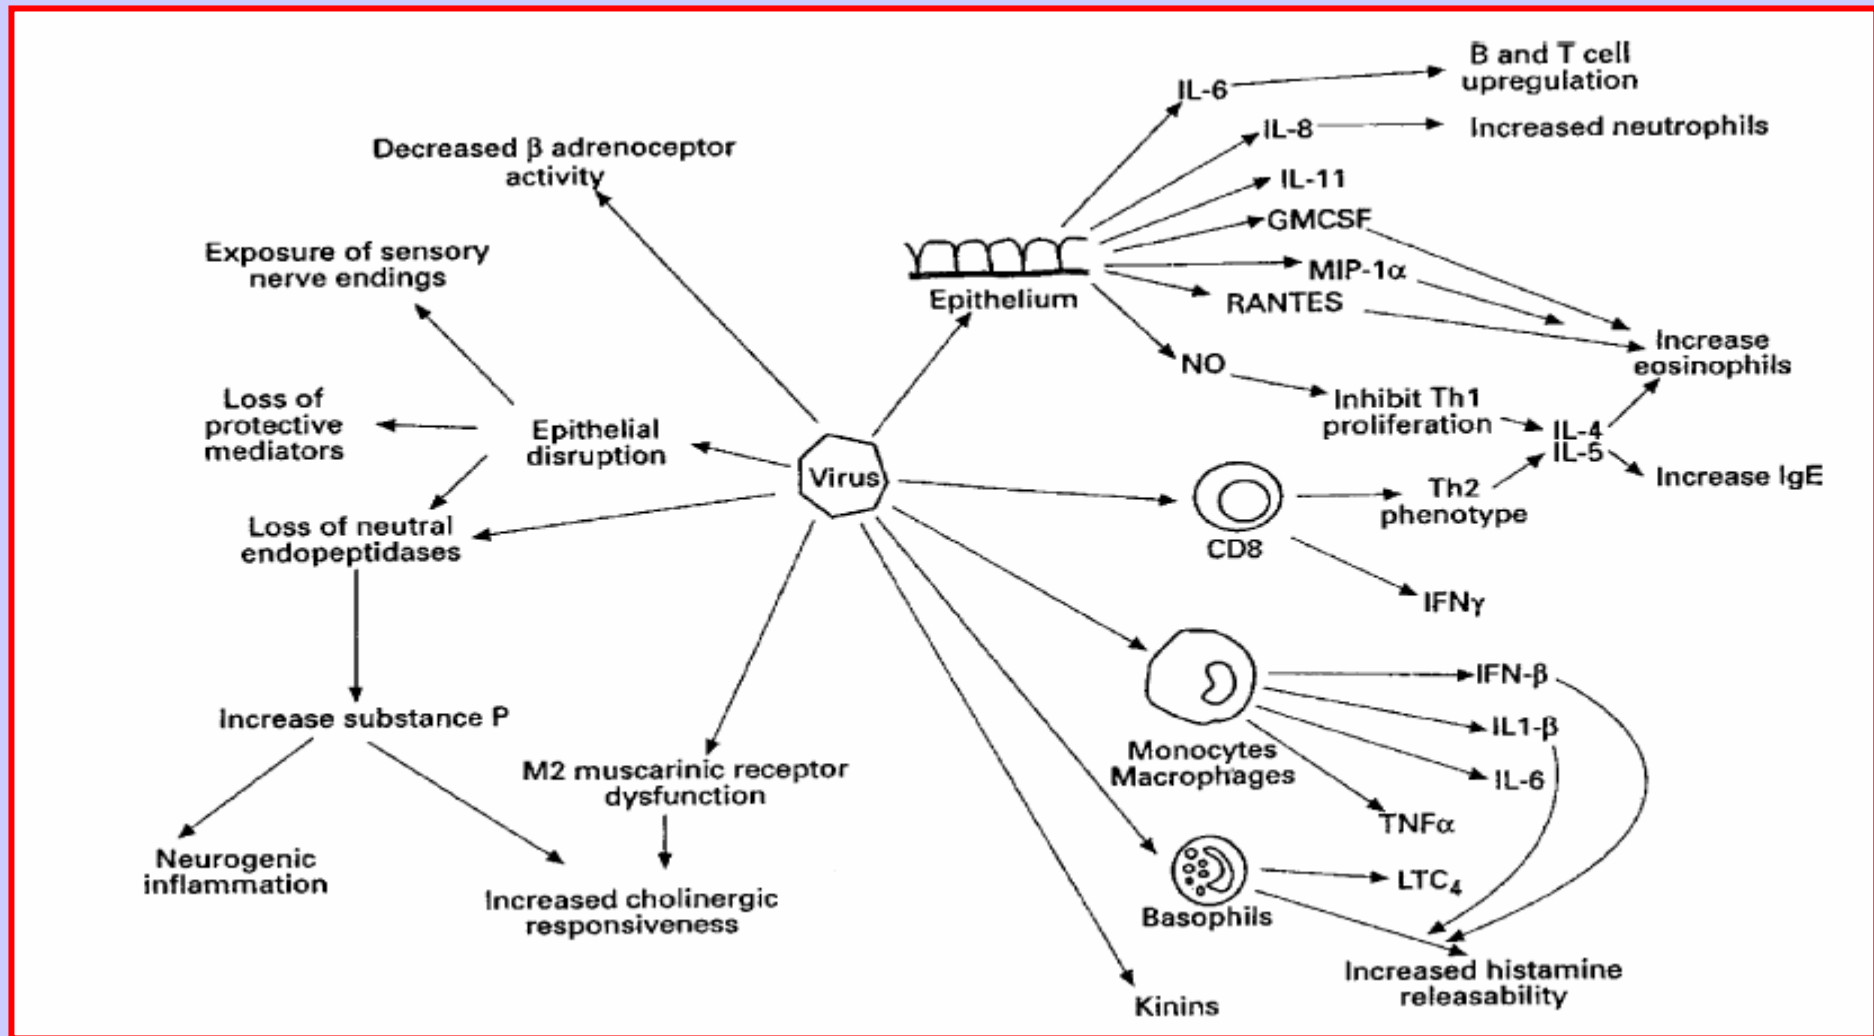 B and T cell
upregulation
IL-6
IL-8
Increased neutrophils
Decreased β adrenoceptor
activity
IL-11
GMCSF
Exposure of sensory
nerve endings
MIP-1α
Epithelium
RANTES
Increase
eosinophils
NO
Inhibit Th1
proliferation
Loss of
protective
mediators
Epithelial
disruption
IL-4
IL-5
Virus
Increase IgE
Th2
phenotype
Loss of neutral
endopeptidases
CD8
IFNγ
IFN-β
Increase substance P
IL1-β
Monocytes
Macrophages
M2 muscarinic receptor
dysfunction
IL-6
TNFα
Neurogenic
inflammation
LTC₄
Increased cholinergic
responsiveness
Basophils
Increased histamine
releasability
Kinins